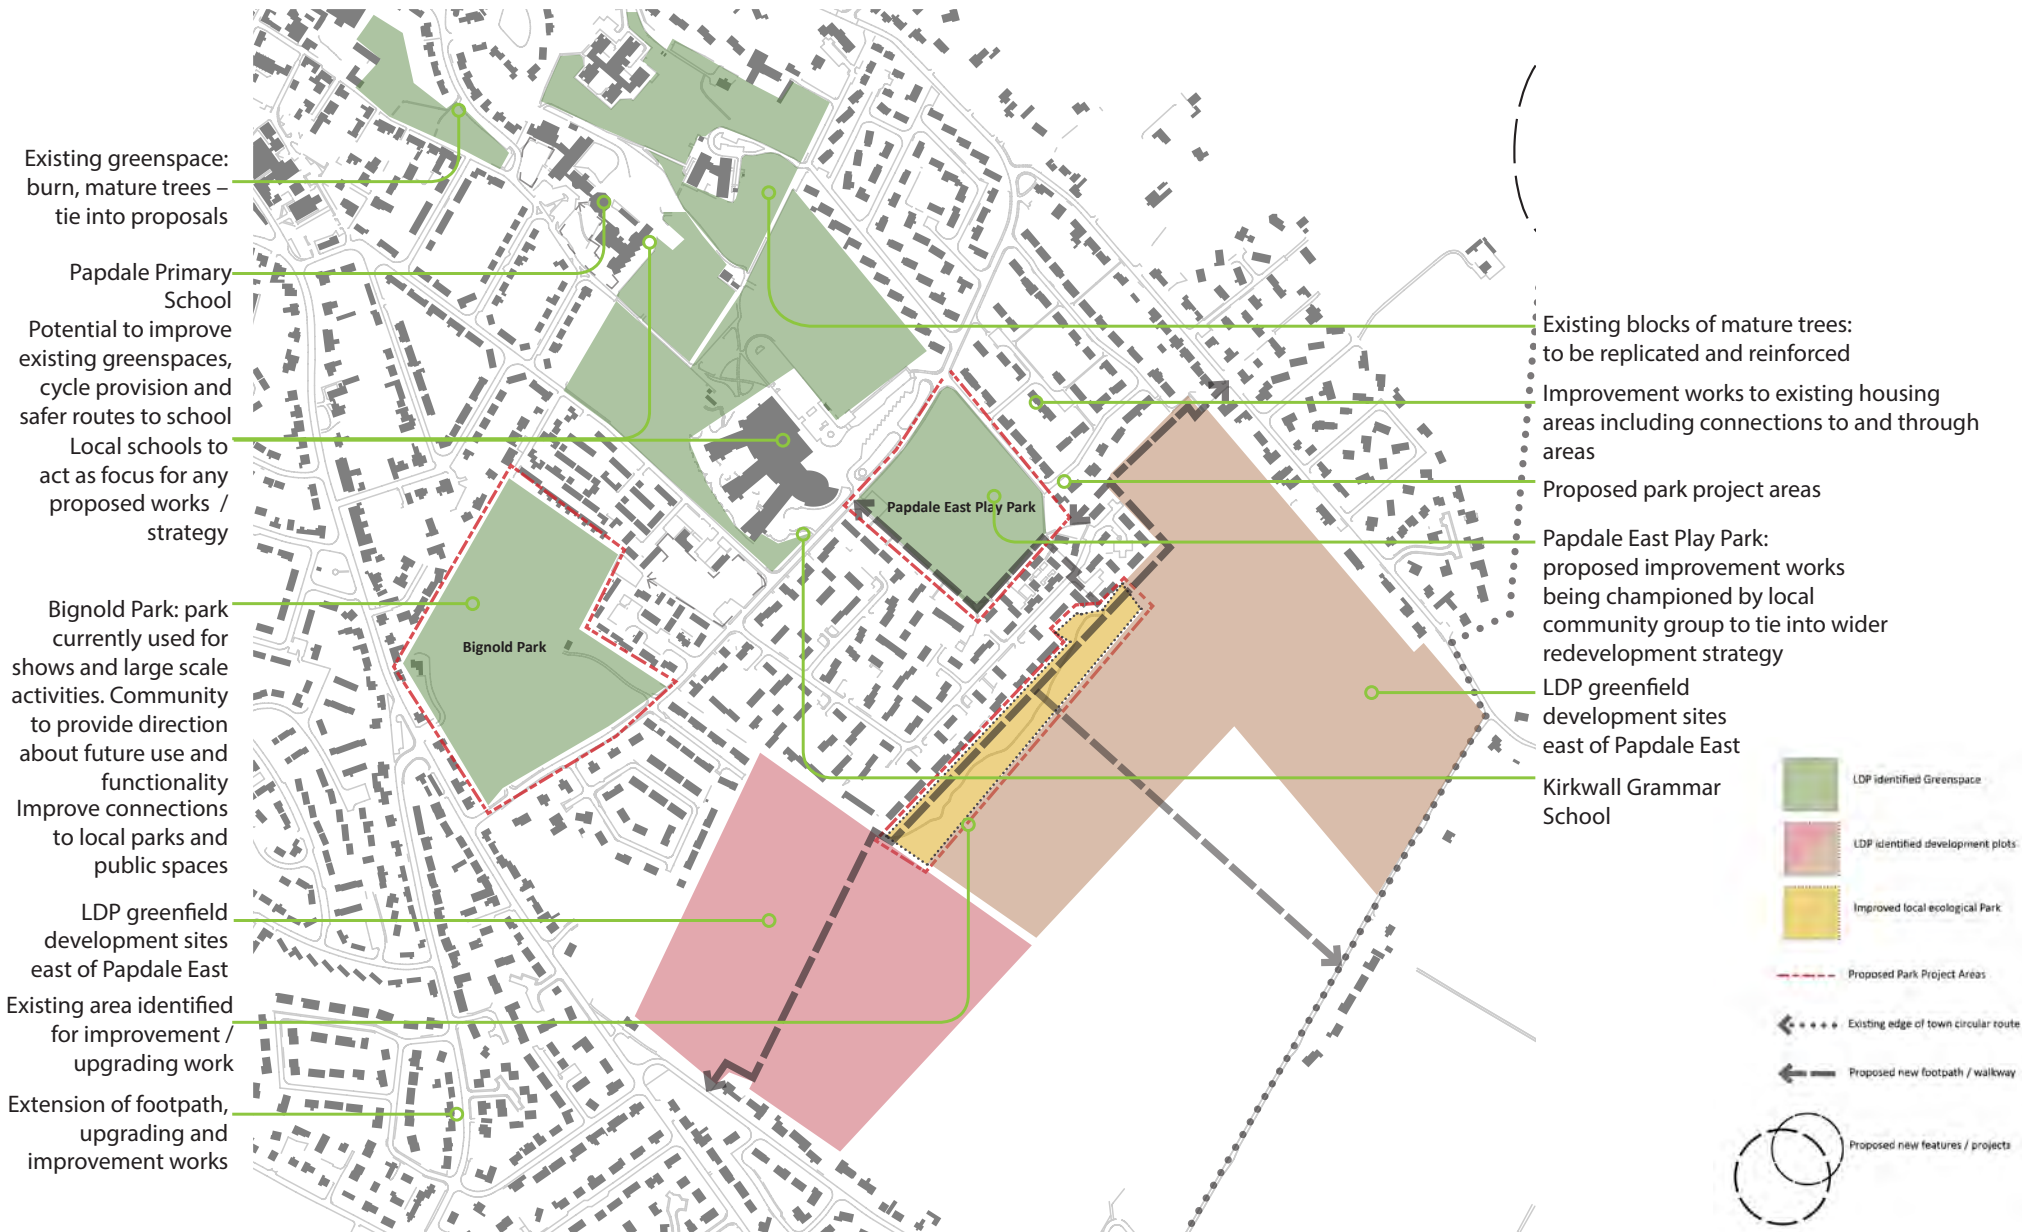 Existing greenspace:
burn, mature trees –
tie into proposals
Papdale Primary
School
Potential to improve
existing greenspaces,
cycle provision and
safer routes to school
Local schools to
act as focus for any
proposed works /
strategy
Bignold Park: park
currently used for
shows and large scale
activities. Community
to provide direction
about future use and
functionality
Improve connections
to local parks and
public spaces
LDP greenfield
development sites
east of Papdale East
Existing area identified
for improvement /
upgrading work
Extension of footpath,
upgrading and
improvement works
Papdale East Play Park
Bignold Park
Existing blocks of mature trees:
to be replicated and reinforced
Improvement works to existing housing
areas including connections to and through
areas
Proposed park project areas
Papdale East Play Park:
proposed improvement works
being championed by local
community group to tie into wider
redevelopment strategy
LDP greenfield
development sites
east of Papdale East
Kirkwall Grammar
School
LDP identified Greenspace
LDP identified development plots
Improved local ecological Park
Proposed Park Project Areas
Existing edge of town circular route
Proposed new footpath / walkway
Proposed new features / projects